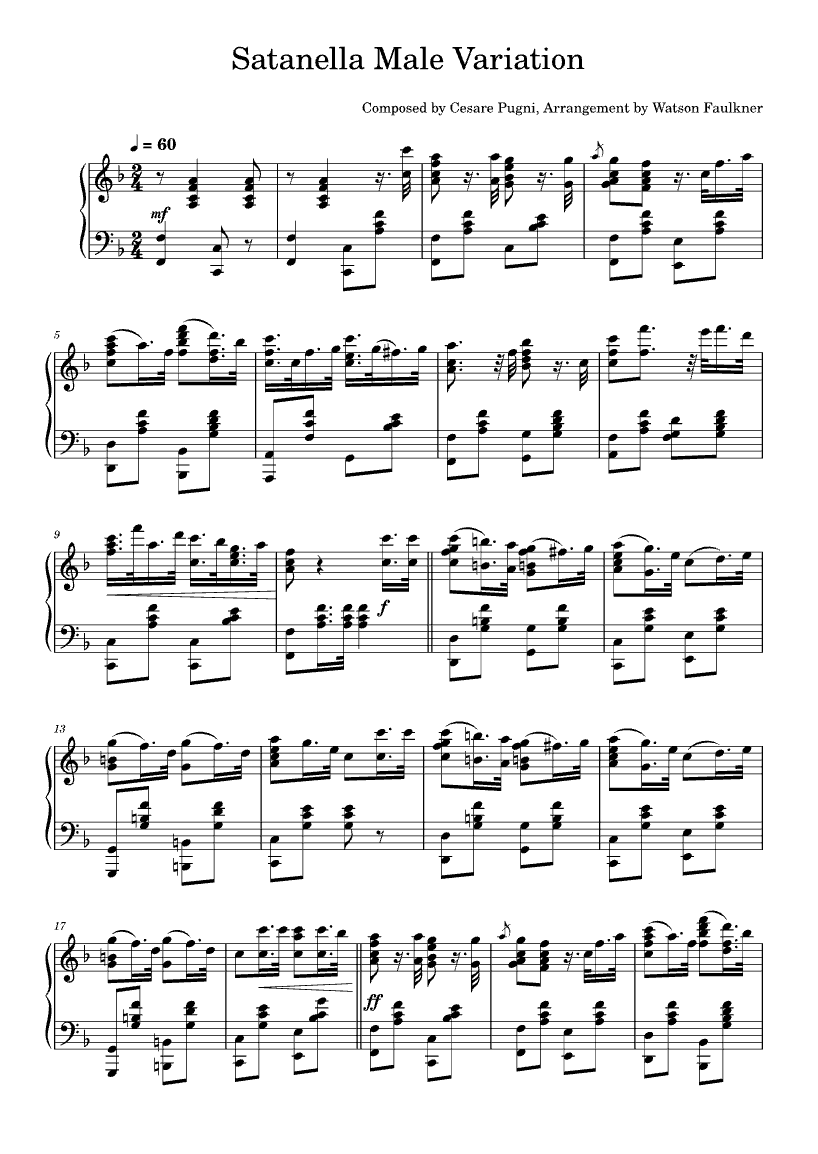 Satanella Male Variation
Composed by Cesare Pugni, Arrangement by Watson Faulkner
♩ = 60
mf
5
9
f
13
17
ff